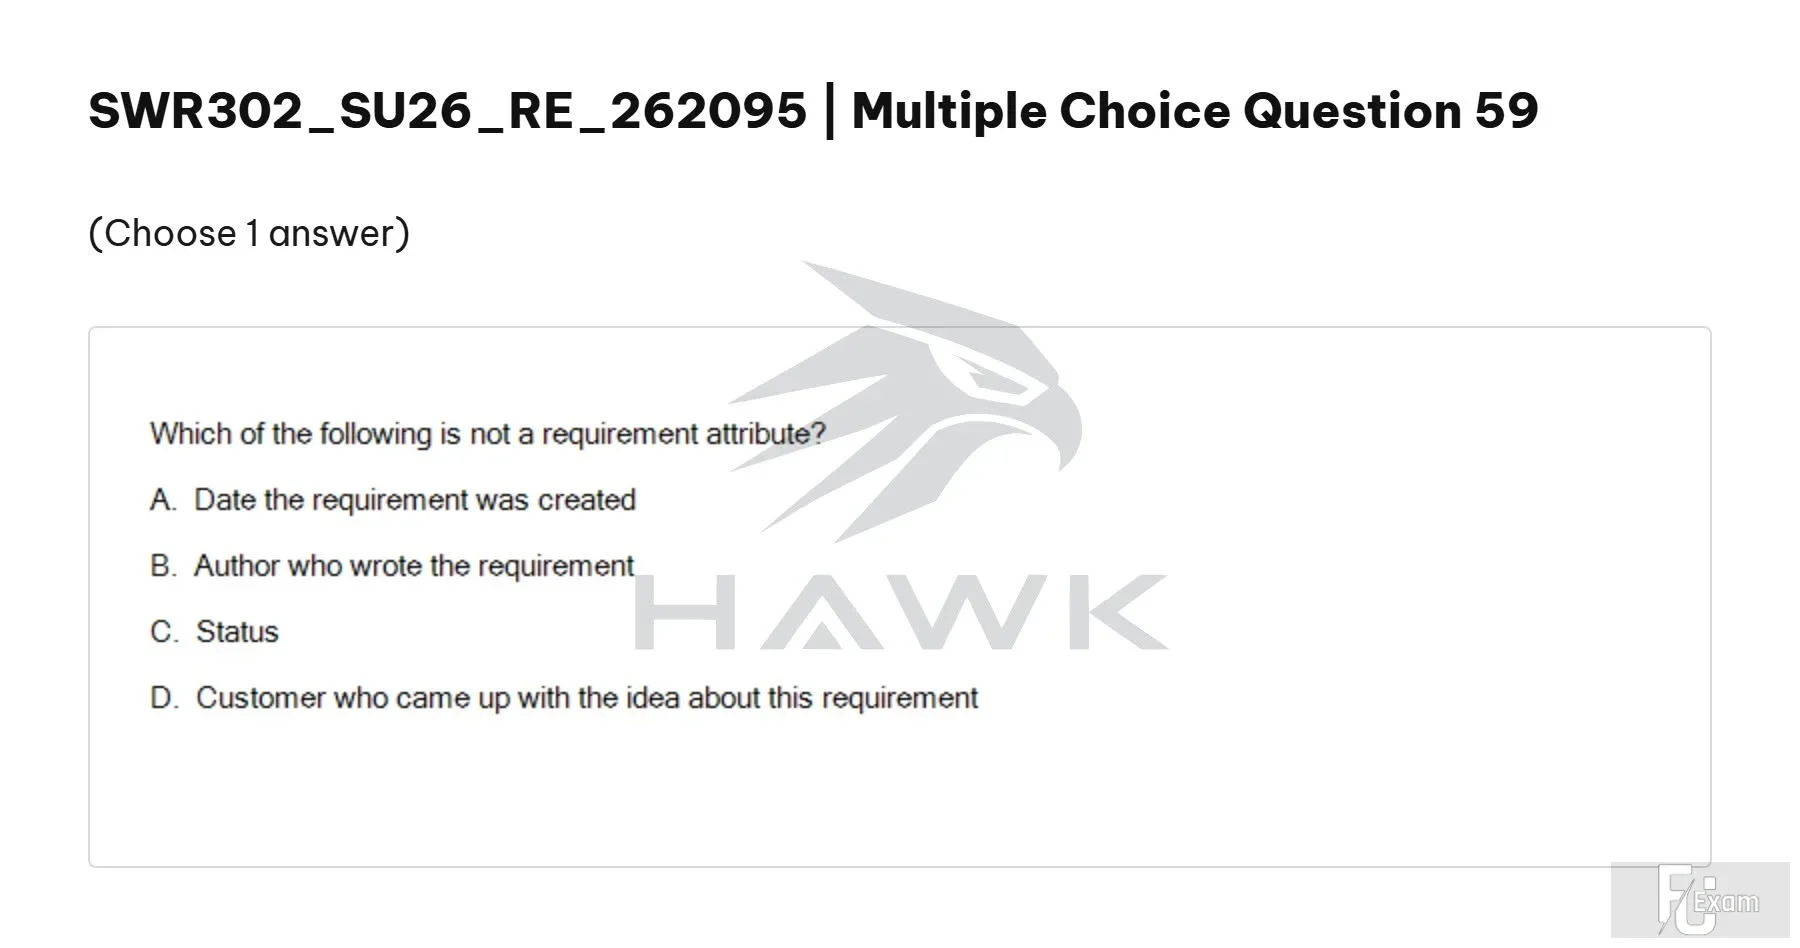 SWR302_SU26_RE_262095 | Multiple Choice Question 59
(Choose 1 answer)
Which of the following is not a requirement attribute?
A. Date the requirement was created
B. Author who wrote the requirement
C. Status
D. Customer who came up with the idea about this requirement
HAWK
FU Exam